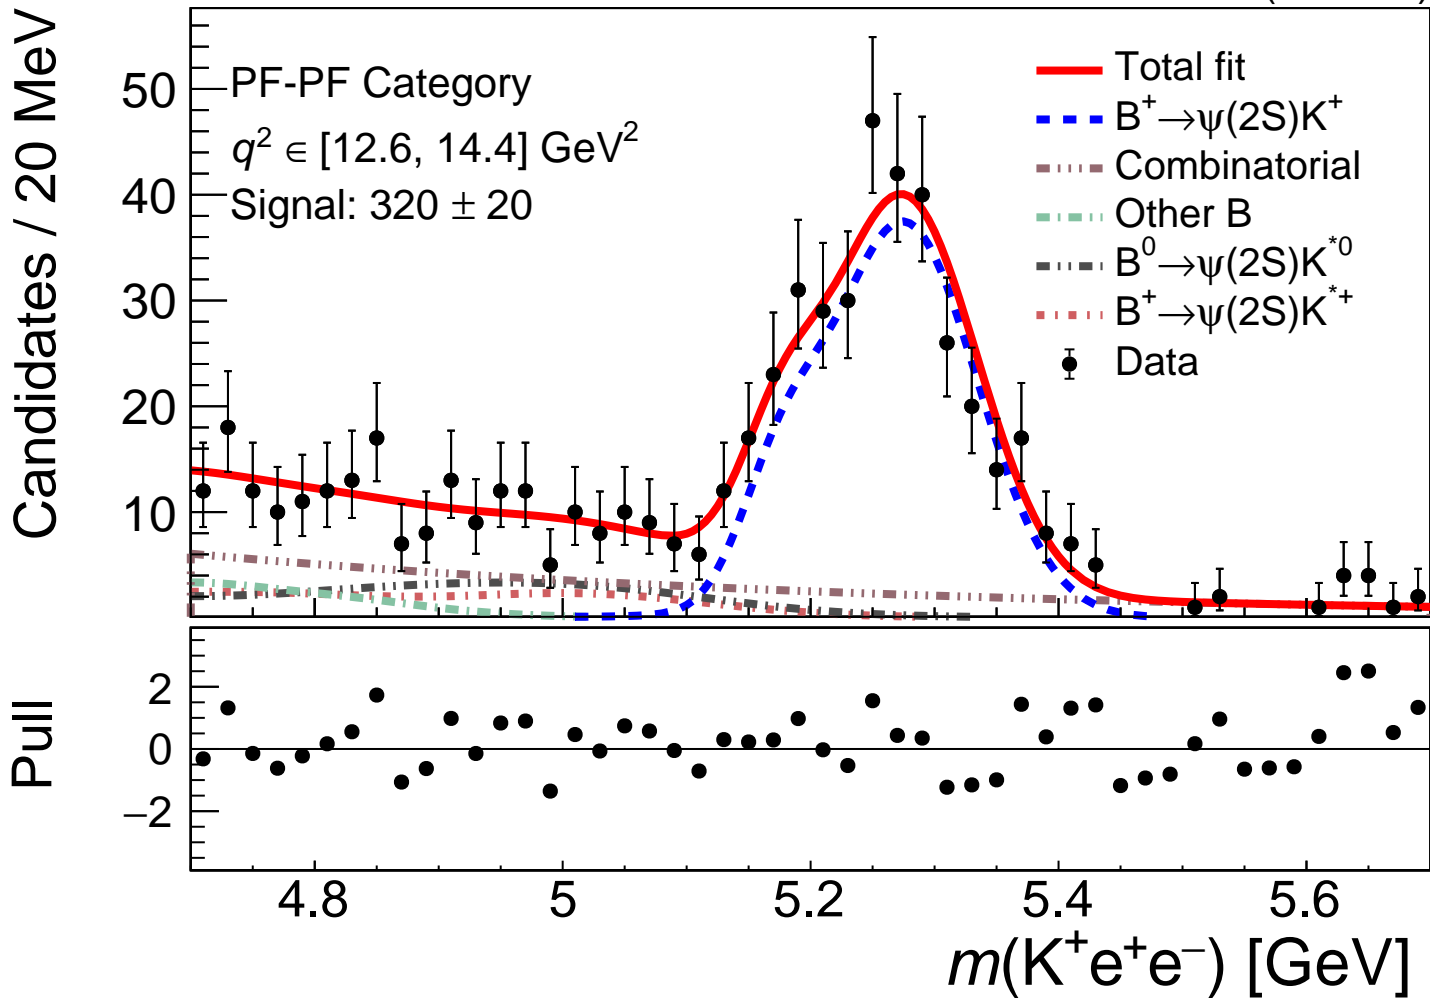 Candidates / 20 MeV
50
40
30
20
10
PF-PF Category
q² ∈ [12.6, 14.4] GeV²
Signal: 320 ± 20
Total fit
B⁺→ψ(2S)K⁺
Combinatorial
Other B
B⁰→ψ(2S)K*⁰
B⁺→ψ(2S)K*⁺
Data
Pull
2
0
−2
4.8 5 5.2 5.4 5.6
m(K⁺e⁺e⁻) [GeV]